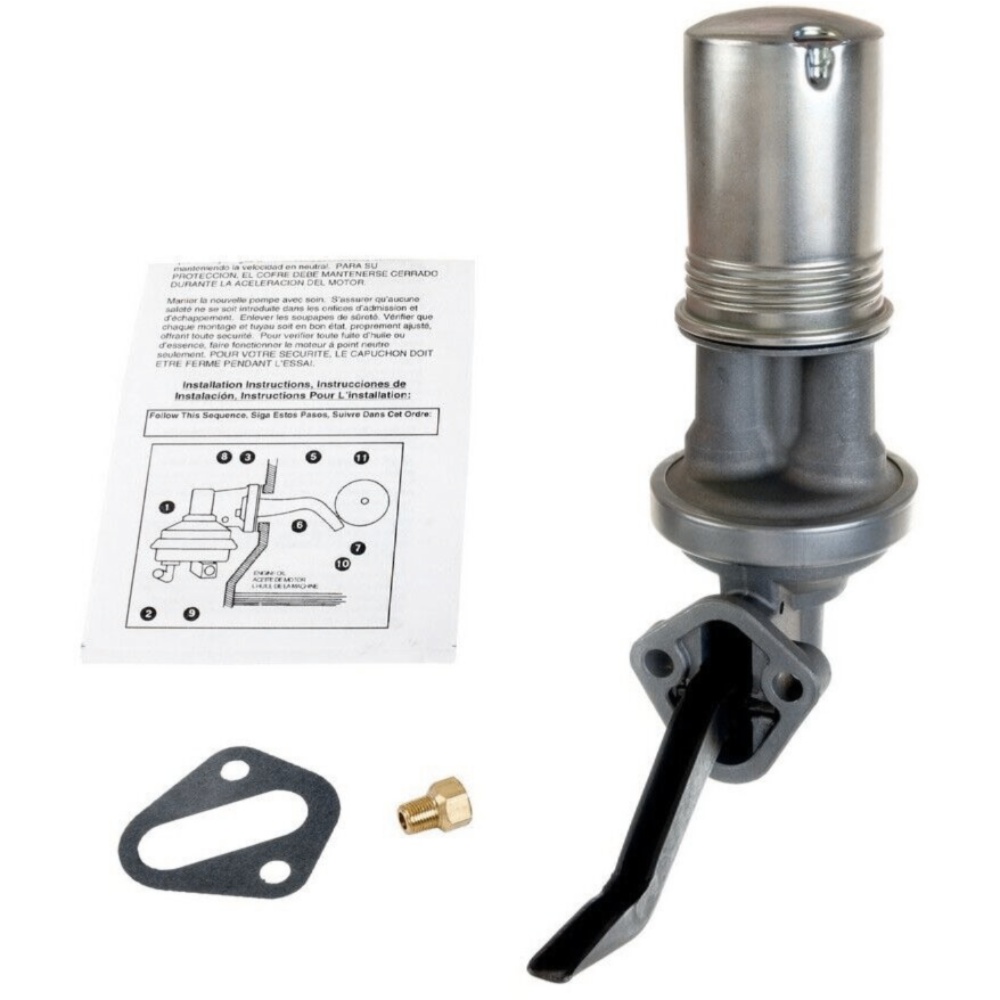 manteniendo la velocidad en neutral. PARA SU
PROTECCION, EL COFRE DEBE MANTENERSE CERRADO
DURANTE LA ACELERACION DEL MOTOR.
Manier la nouvelle pompe avec soin. S'assurer qu'aucune
saleté ne se soit introduite dans les orifices d'admission et
d'échappement. Enlever les soupapes de sûreté. Vérifier que
chaque montage et tuyau soit en bon état, proprement ajusté,
offrant toute securité. Pour verifier toute fuite d'huile ou
d'essence, faire fonctionner le moteur à point neutre
seulement. POUR VOTRE SECURITE, LE CAPUCHON DOIT
ETRE FERME PENDANT L'ESSAI.
Installation Instructions, Instrucciones de
Instalación, Instructions Pour L'installation:
Follow This Sequence, Siga Estos Pasos, Suivre Dans Cet Ordre:
8 3 5 11
1
6
7
10
ENGINE OIL
ACEITE DE MOTOR
L'HUILE DE LA MACHINE
2 9